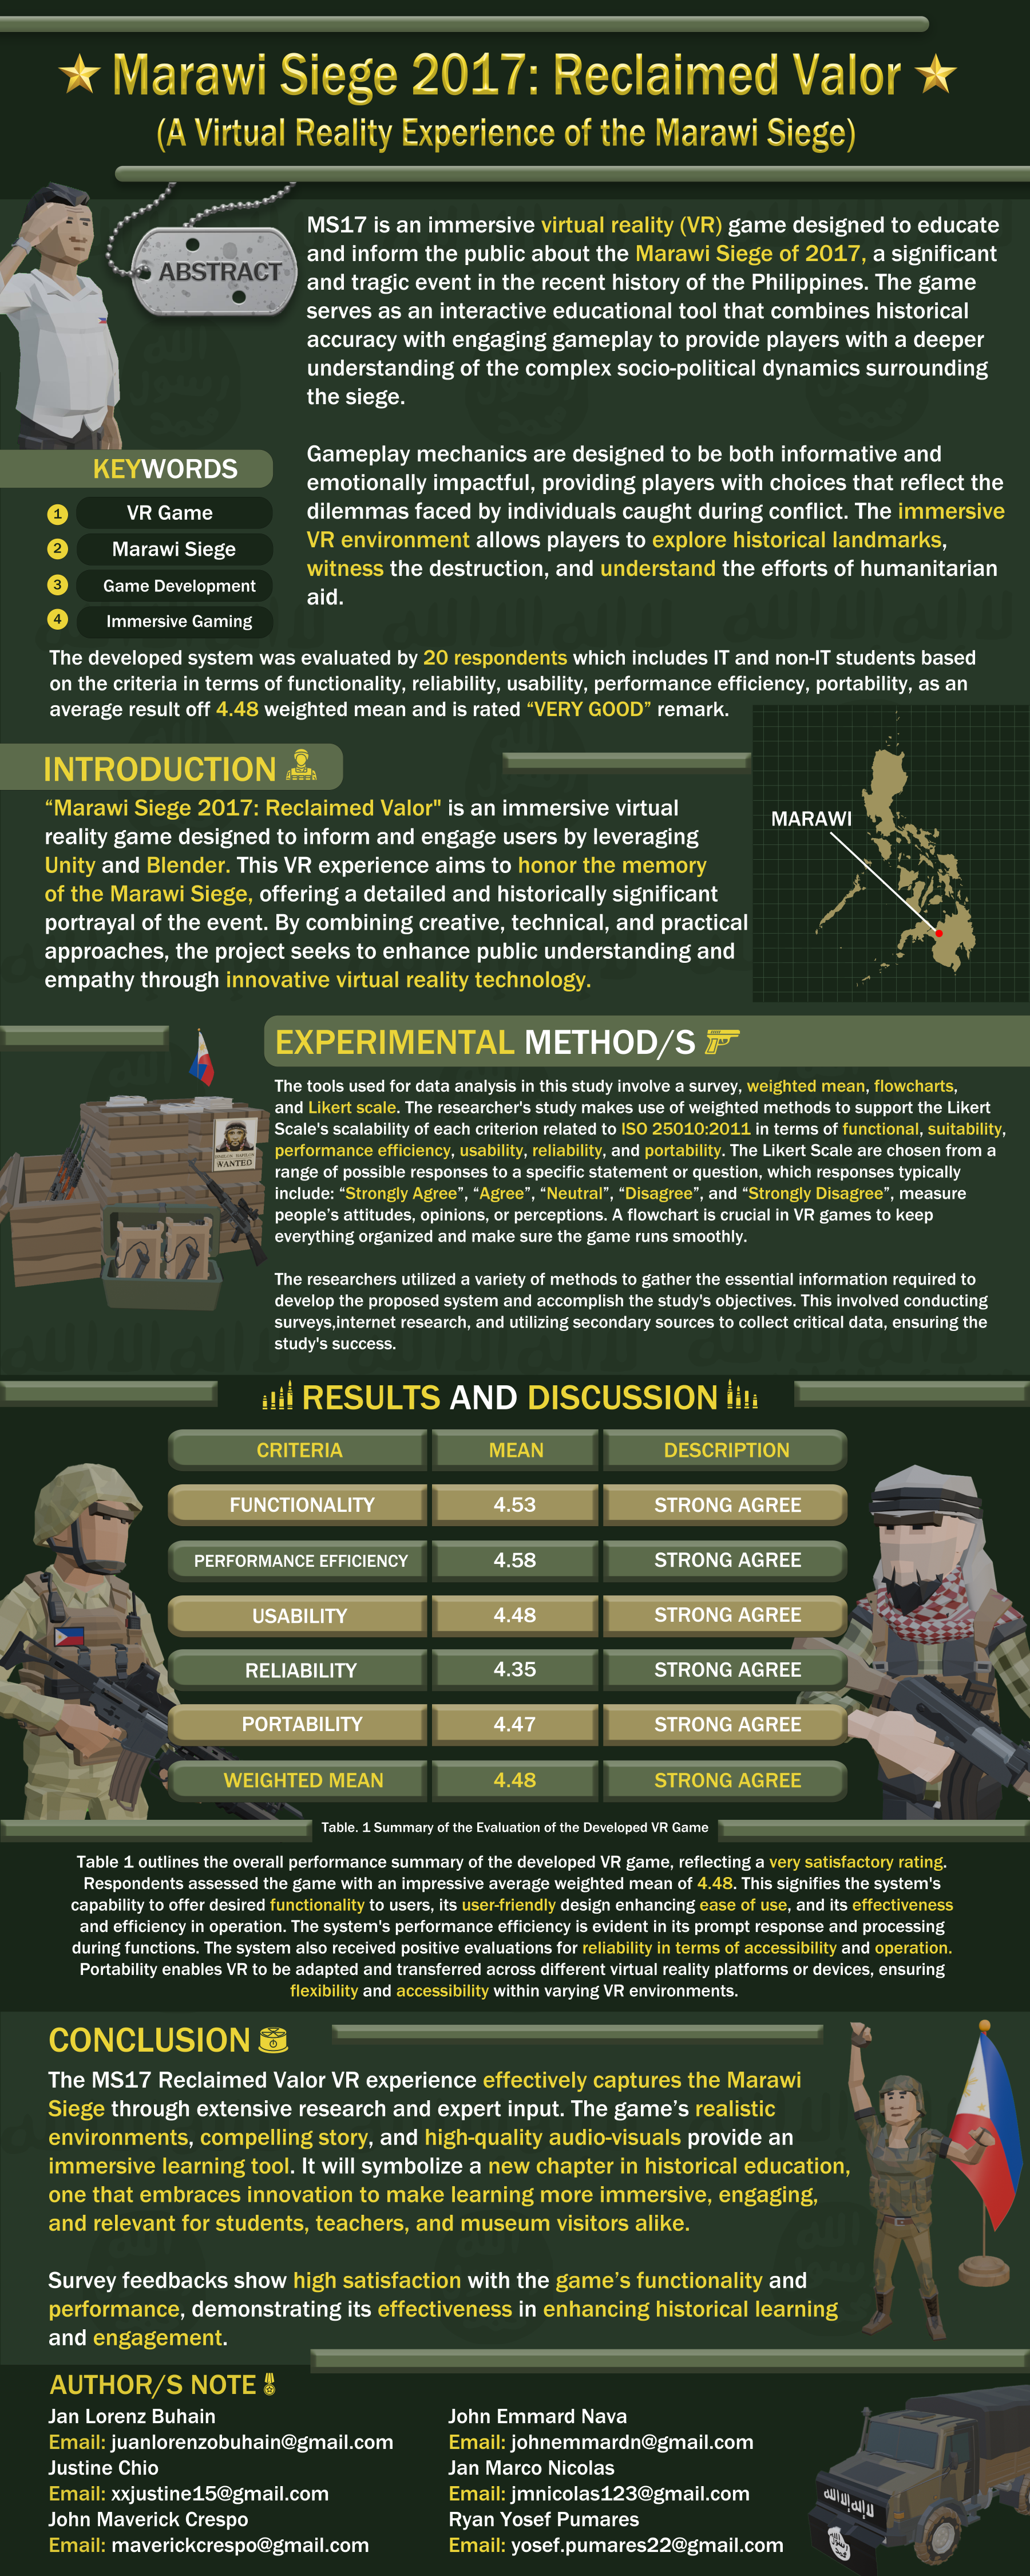 Marawi Siege 2017: Reclaimed Valor
(A Virtual Reality Experience of the Marawi Siege)
ABSTRACT
MS17 is an immersive virtual reality (VR) game designed to educate
and inform the public about the Marawi Siege of 2017, a significant
and tragic event in the recent history of the Philippines. The game
serves as an interactive educational tool that combines historical
accuracy with engaging gameplay to provide players with a deeper
understanding of the complex socio-political dynamics surrounding
the siege.
Gameplay mechanics are designed to be both informative and
emotionally impactful, providing players with choices that reflect the
dilemmas faced by individuals caught during conflict. The immersive
VR environment allows players to explore historical landmarks,
witness the destruction, and understand the efforts of humanitarian
aid.
KEYWORDS
1 VR Game
2 Marawi Siege
3 Game Development
4 Immersive Gaming
The developed system was evaluated by 20 respondents which includes IT and non-IT students based
on the criteria in terms of functionality, reliability, usability, performance efficiency, portability, as an
average result off 4.48 weighted mean and is rated “VERY GOOD” remark.
INTRODUCTION
“Marawi Siege 2017: Reclaimed Valor" is an immersive virtual
reality game designed to inform and engage users by leveraging
Unity and Blender. This VR experience aims to honor the memory
of the Marawi Siege, offering a detailed and historically significant
portrayal of the event. By combining creative, technical, and practical
approaches, the project seeks to enhance public understanding and
empathy through innovative virtual reality technology.
MARAWI
EXPERIMENTAL METHOD/S
The tools used for data analysis in this study involve a survey, weighted mean, flowcharts,
and Likert scale. The researcher's study makes use of weighted methods to support the Likert
Scale's scalability of each criterion related to ISO 25010:2011 in terms of functional, suitability,
performance efficiency, usability, reliability, and portability. The Likert Scale are chosen from a
range of possible responses to a specific statement or question, which responses typically
include: “Strongly Agree”, “Agree”, “Neutral”, “Disagree”, and “Strongly Disagree”, measure
people’s attitudes, opinions, or perceptions. A flowchart is crucial in VR games to keep
everything organized and make sure the game runs smoothly.
The researchers utilized a variety of methods to gather the essential information required to
develop the proposed system and accomplish the study's objectives. This involved conducting
surveys,internet research, and utilizing secondary sources to collect critical data, ensuring the
study's success.
WANTED
RESULTS AND DISCUSSION
CRITERIA MEAN DESCRIPTION
FUNCTIONALITY 4.53 STRONG AGREE
PERFORMANCE EFFICIENCY 4.58 STRONG AGREE
USABILITY 4.48 STRONG AGREE
RELIABILITY 4.35 STRONG AGREE
PORTABILITY 4.47 STRONG AGREE
WEIGHTED MEAN 4.48 STRONG AGREE
Table. 1 Summary of the Evaluation of the Developed VR Game
Table 1 outlines the overall performance summary of the developed VR game, reflecting a very satisfactory rating.
Respondents assessed the game with an impressive average weighted mean of 4.48. This signifies the system's
capability to offer desired functionality to users, its user-friendly design enhancing ease of use, and its effectiveness
and efficiency in operation. The system's performance efficiency is evident in its prompt response and processing
during functions. The system also received positive evaluations for reliability in terms of accessibility and operation.
Portability enables VR to be adapted and transferred across different virtual reality platforms or devices, ensuring
flexibility and accessibility within varying VR environments.
CONCLUSION
The MS17 Reclaimed Valor VR experience effectively captures the Marawi
Siege through extensive research and expert input. The game’s realistic
environments, compelling story, and high-quality audio-visuals provide an
immersive learning tool. It will symbolize a new chapter in historical education,
one that embraces innovation to make learning more immersive, engaging,
and relevant for students, teachers, and museum visitors alike.
Survey feedbacks show high satisfaction with the game’s functionality and
performance, demonstrating its effectiveness in enhancing historical learning
and engagement.
AUTHOR/S NOTE
Jan Lorenz Buhain
Email: juanlorenzobuhain@gmail.com
Justine Chio
Email: xxjustine15@gmail.com
John Maverick Crespo
Email: maverickcrespo@gmail.com
John Emmard Nava
Email: johnemmardn@gmail.com
Jan Marco Nicolas
Email: jmnicolas123@gmail.com
Ryan Yosef Pumares
Email: yosef.pumares22@gmail.com